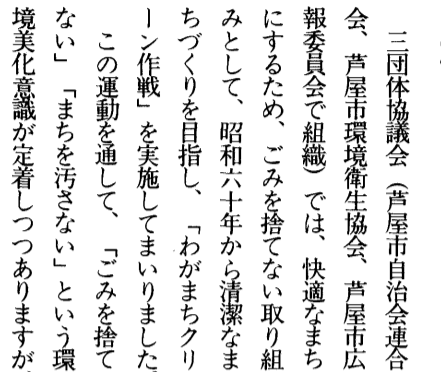 三団体協議会（芦屋市自治会連合
会、芦屋市環境衛生協会、芦屋市広
報委員会で組織）では、快適なまち
にするため、ごみを捨てない取り組
みとして、昭和六十年から清潔なま
ちづくりを目指し、「わがまちクリ
ーン作戦」を実施してまいりました
この運動を通して、「ごみを捨て
ない」「まちを汚さない」という環
境美化意識が定着しつつありますが